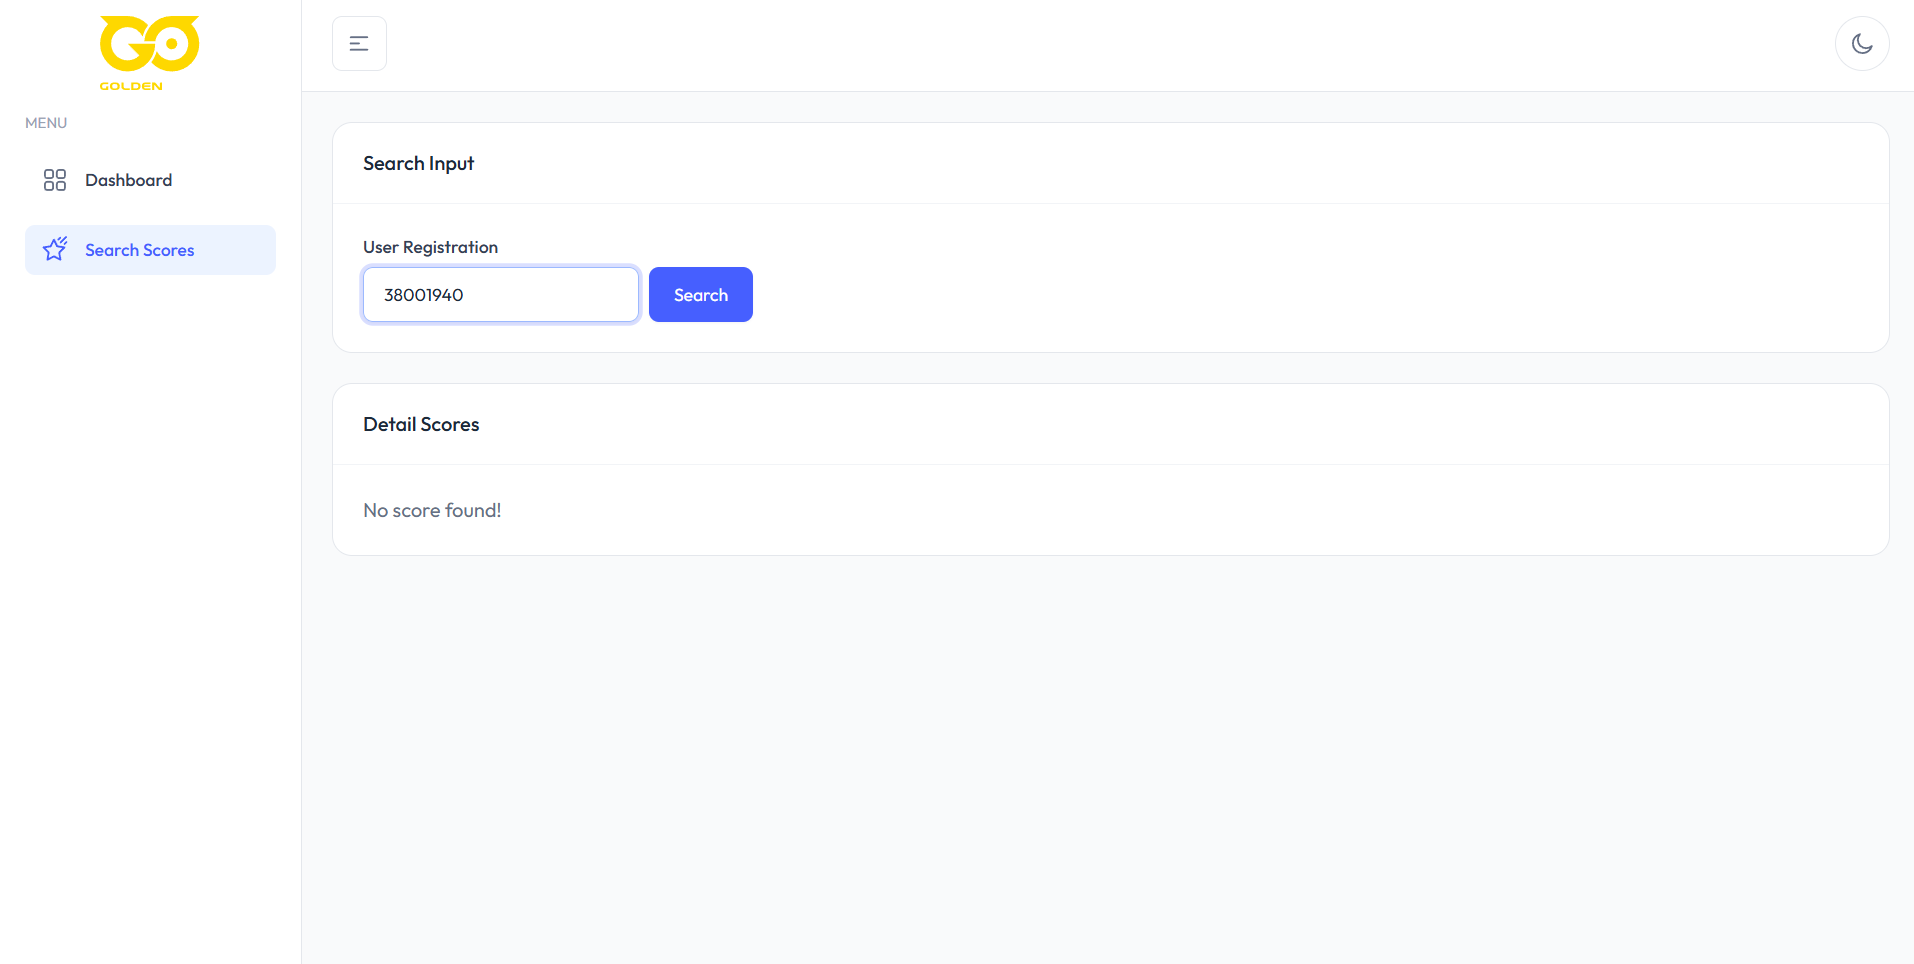 GO
GOLDEN
MENU
Dashboard
Search Scores
Search Input
User Registration
38001940
Search
Detail Scores
No score found!